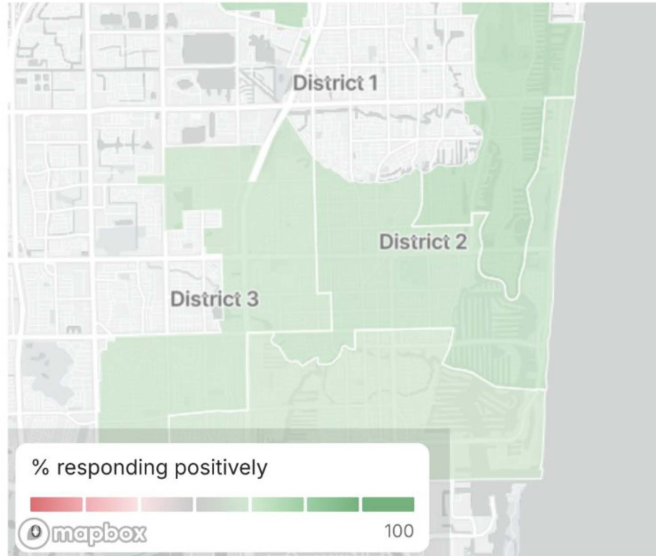 District 1
District 2
District 3
% responding positively
0
100
mapbox